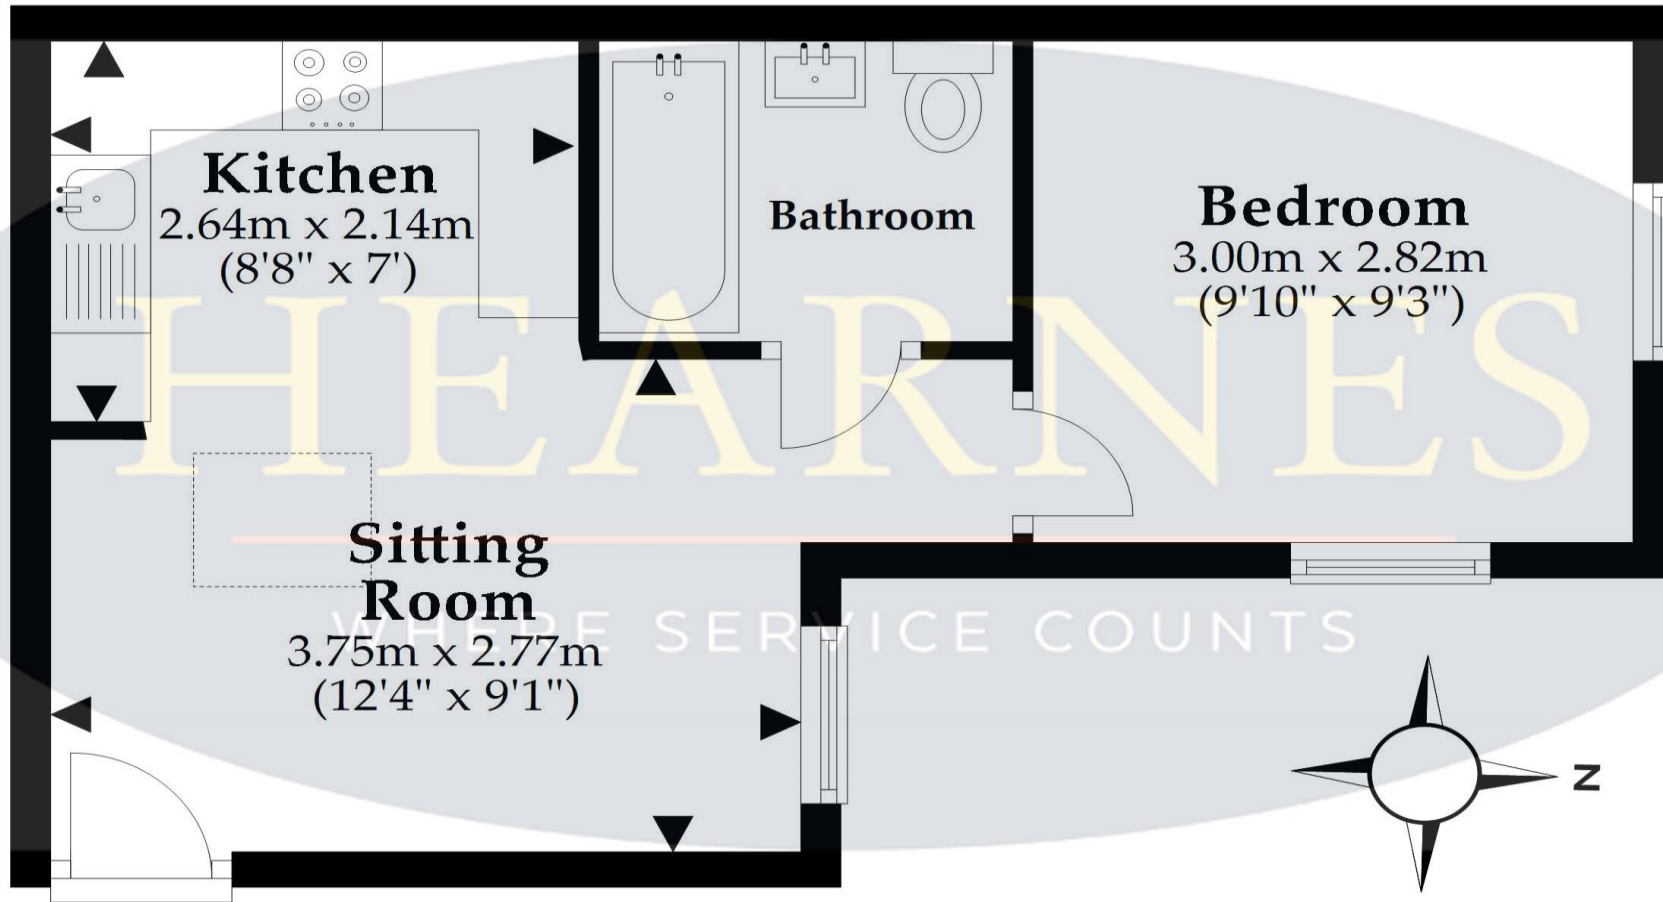 Kitchen
2.64m x 2.14m
(8'8" x 7')
Bathroom
Bedroom
3.00m x 2.82m
(9'10" x 9'3")
HEARNES
Sitting
Room
3.75m x 2.77m
(12'4" x 9'1")
WHERE SERVICE COUNTS
N